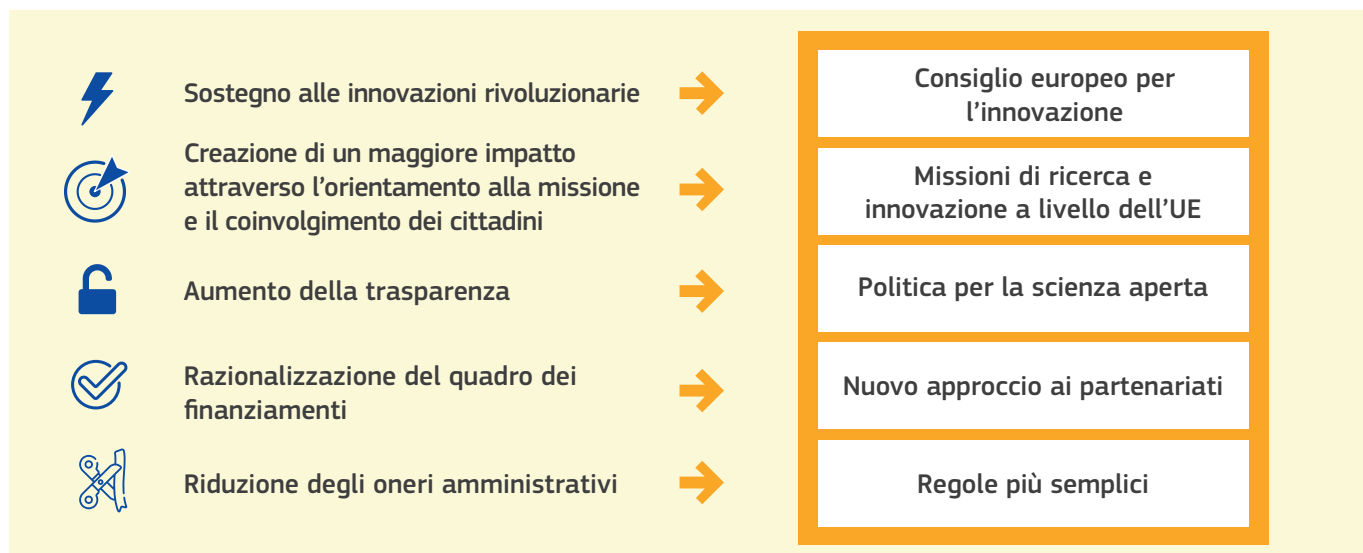 Sostegno alle innovazioni rivoluzionarie
Consiglio europeo per
l'innovazione
Creazione di un maggiore impatto
attraverso l'orientamento alla missione
e il coinvolgimento dei cittadini
Missioni di ricerca e
innovazione a livello dell'UE
Aumento della trasparenza
Politica per la scienza aperta
Razionalizzazione del quadro dei
finanziamenti
Nuovo approccio ai partenariati
Riduzione degli oneri amministrativi
Regole più semplici